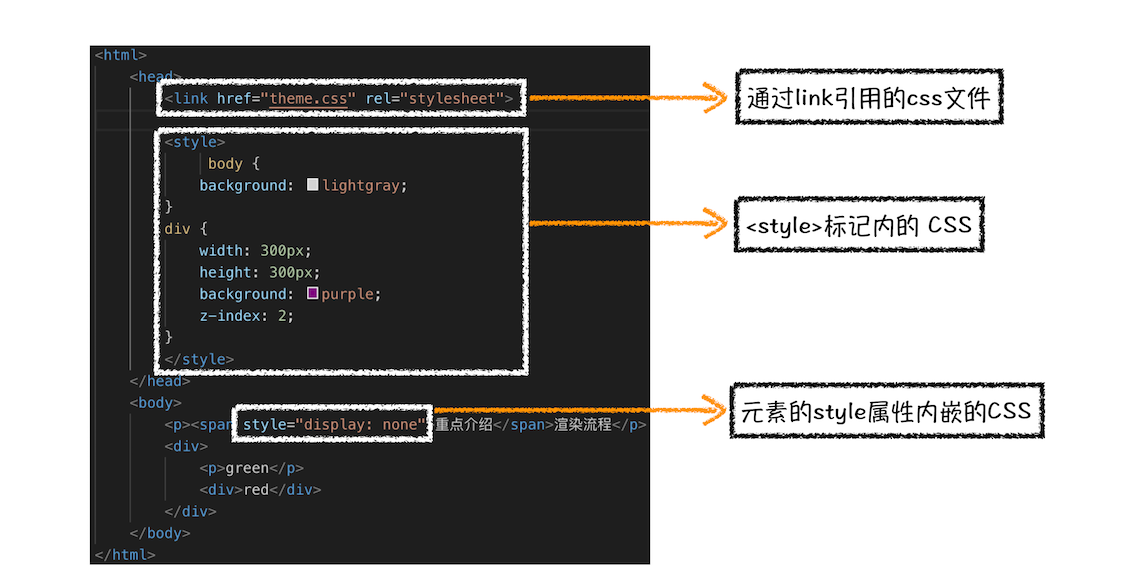 <html>
<head>
<link href="theme.css" rel="stylesheet">
通过link引用的css文件
<style>
body {
background: lightgray;
}
div {
<style>标记内的 CSS
width: 300px;
height: 300px;
background: purple;
z-index: 2;
}
</style>
</head>
<body>
元素的style属性内嵌的CSS
<p><span style="display: none" 重点介绍</span>渲染流程</p>
<div>
<p>green</p>
<div>red</div>
</div>
</body>
</html>